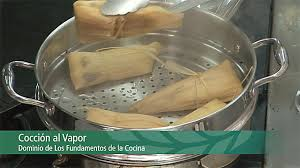 Cocción al Vapor
Dominio de Los Fundamentos de la Cocina